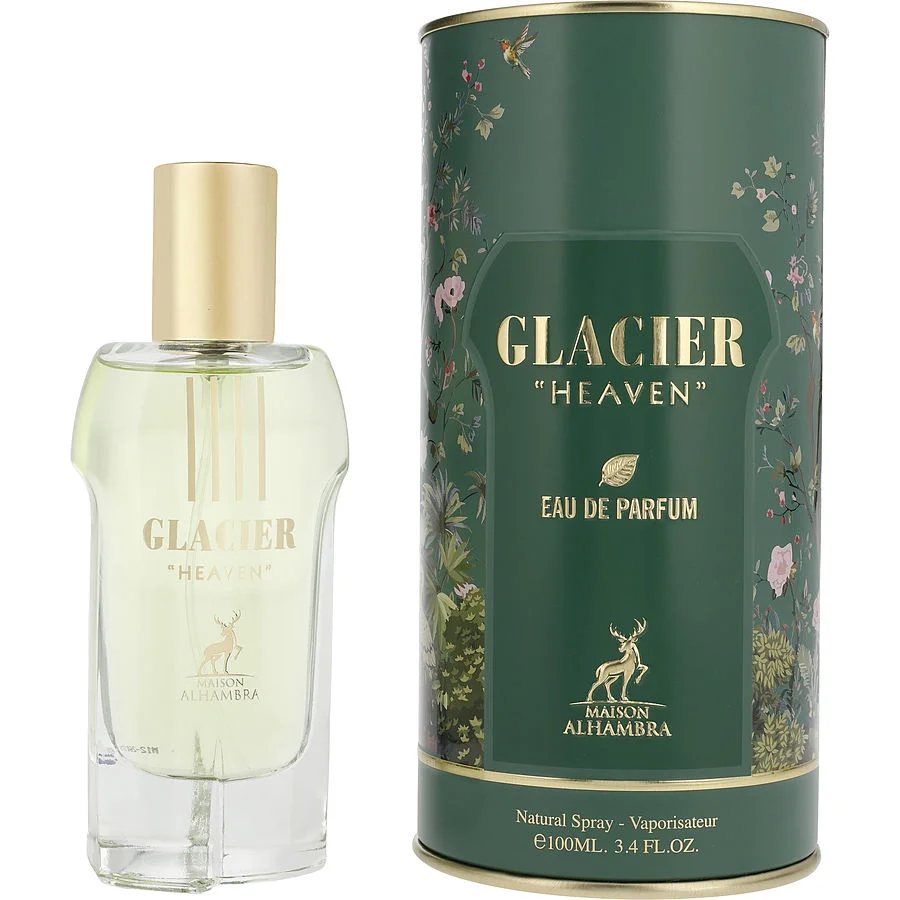 GLACIER
"HEAVEN"
MAISON
ALHAMBRA
GLACIER
"HEAVEN"
EAU DE PARFUM
MAISON
ALHAMBRA
Natural Spray - Vaporisateur
℮100ML. 3.4 FL.OZ.